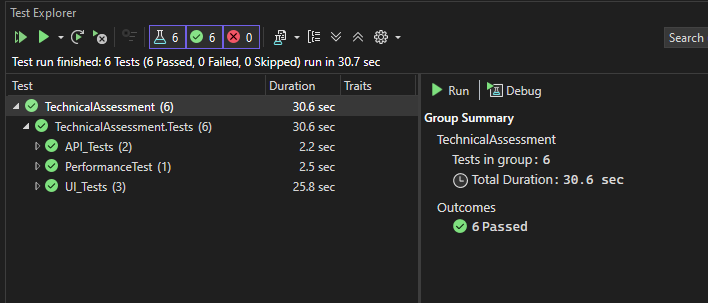 Test Explorer
6 6 0 Search
Test run finished: 6 Tests (6 Passed, 0 Failed, 0 Skipped) run in 30.7 sec
Test Duration Traits
TechnicalAssessment (6) 30.6 sec
TechnicalAssessment.Tests (6) 30.6 sec
API_Tests (2) 2.2 sec
PerformanceTest (1) 2.5 sec
UI_Tests (3) 25.8 sec
Run Debug
Group Summary
TechnicalAssessment
Tests in group: 6
Total Duration: 30.6 sec
Outcomes
6 Passed